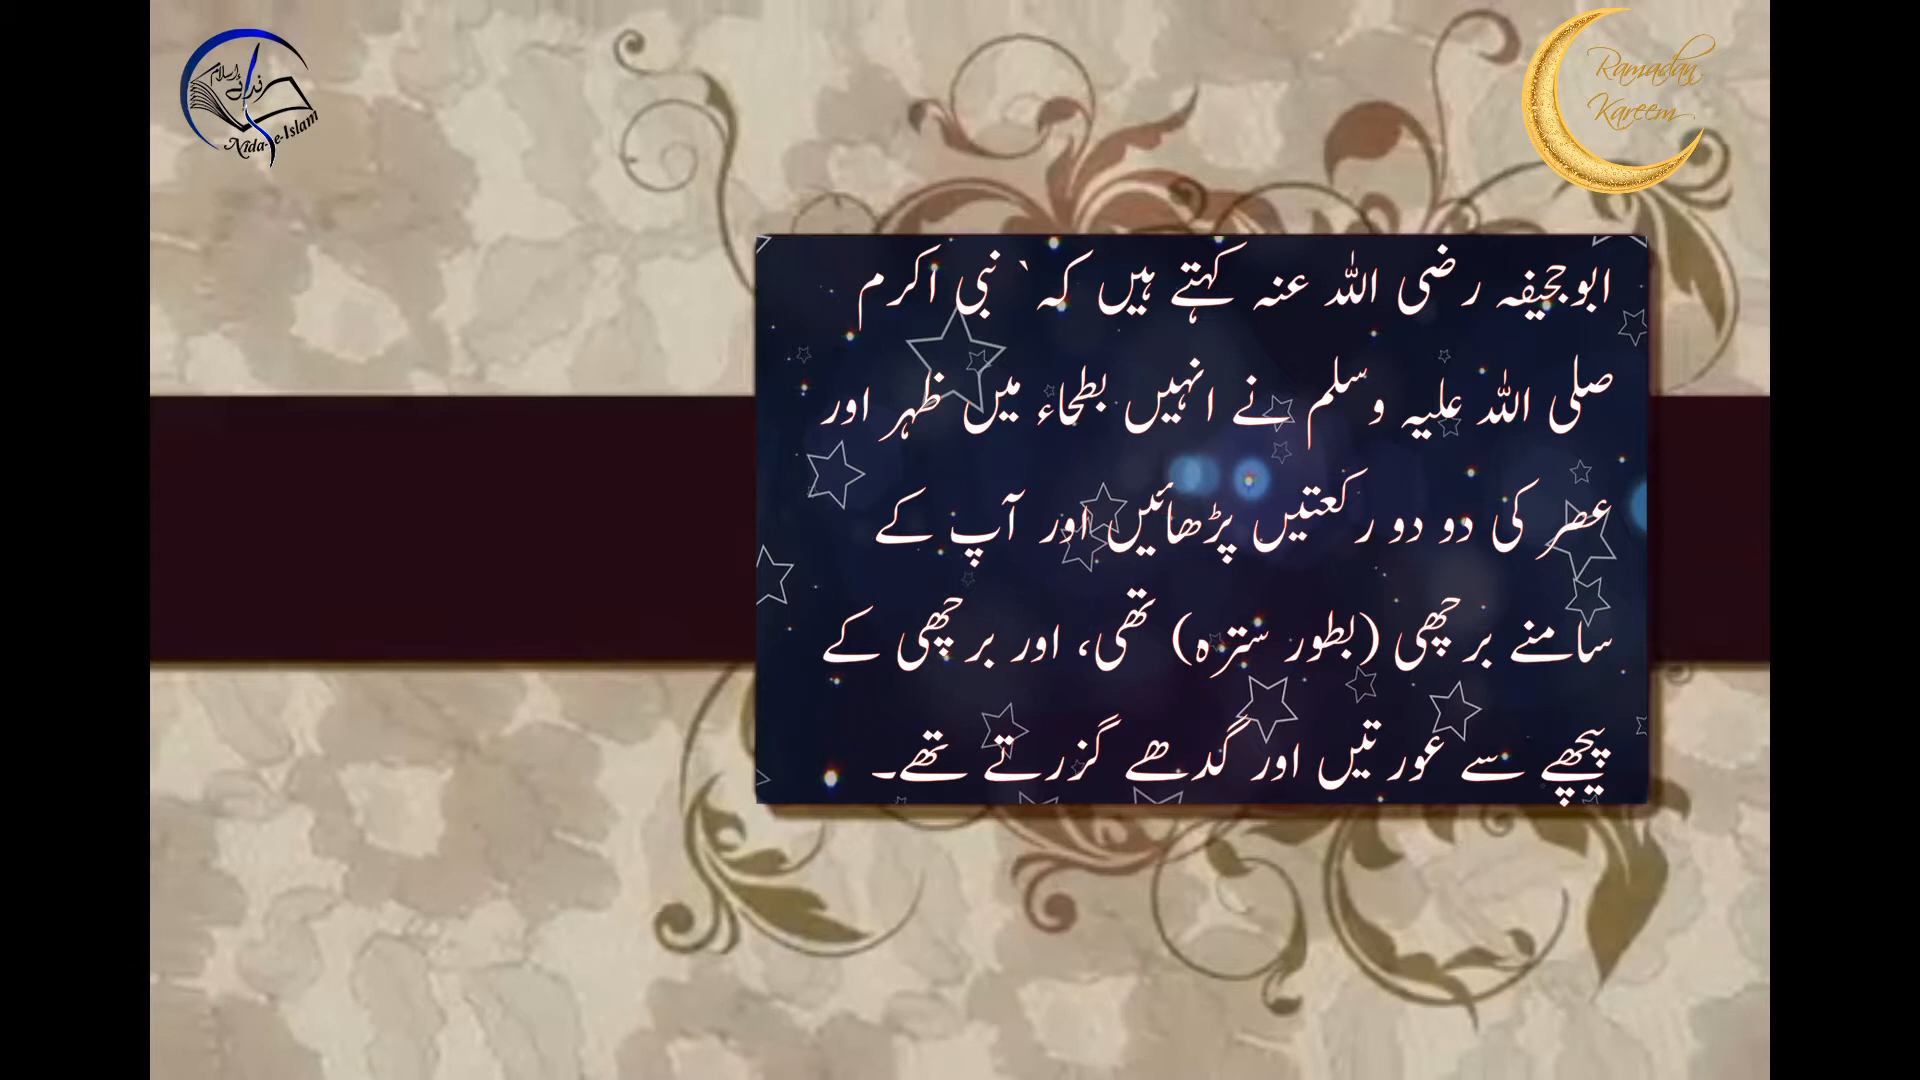 ندائے اسلام
Nida-e-Islam
Ramadan
Kareem
ابوجحیفہ رضی اللہ عنہ کہتے ہیں کہ ` نبی اکرم
صلی اللہ علیہ وسلم نے انہیں بطحاء میں ظہر اور
عصر کی دو دو رکعتیں پڑھائیں اور آپ کے
سامنے برچھی (بطور سترہ) تھی، اور برچھی کے
پیچھے سے عورتیں اور گدھے گزرتے تھے۔